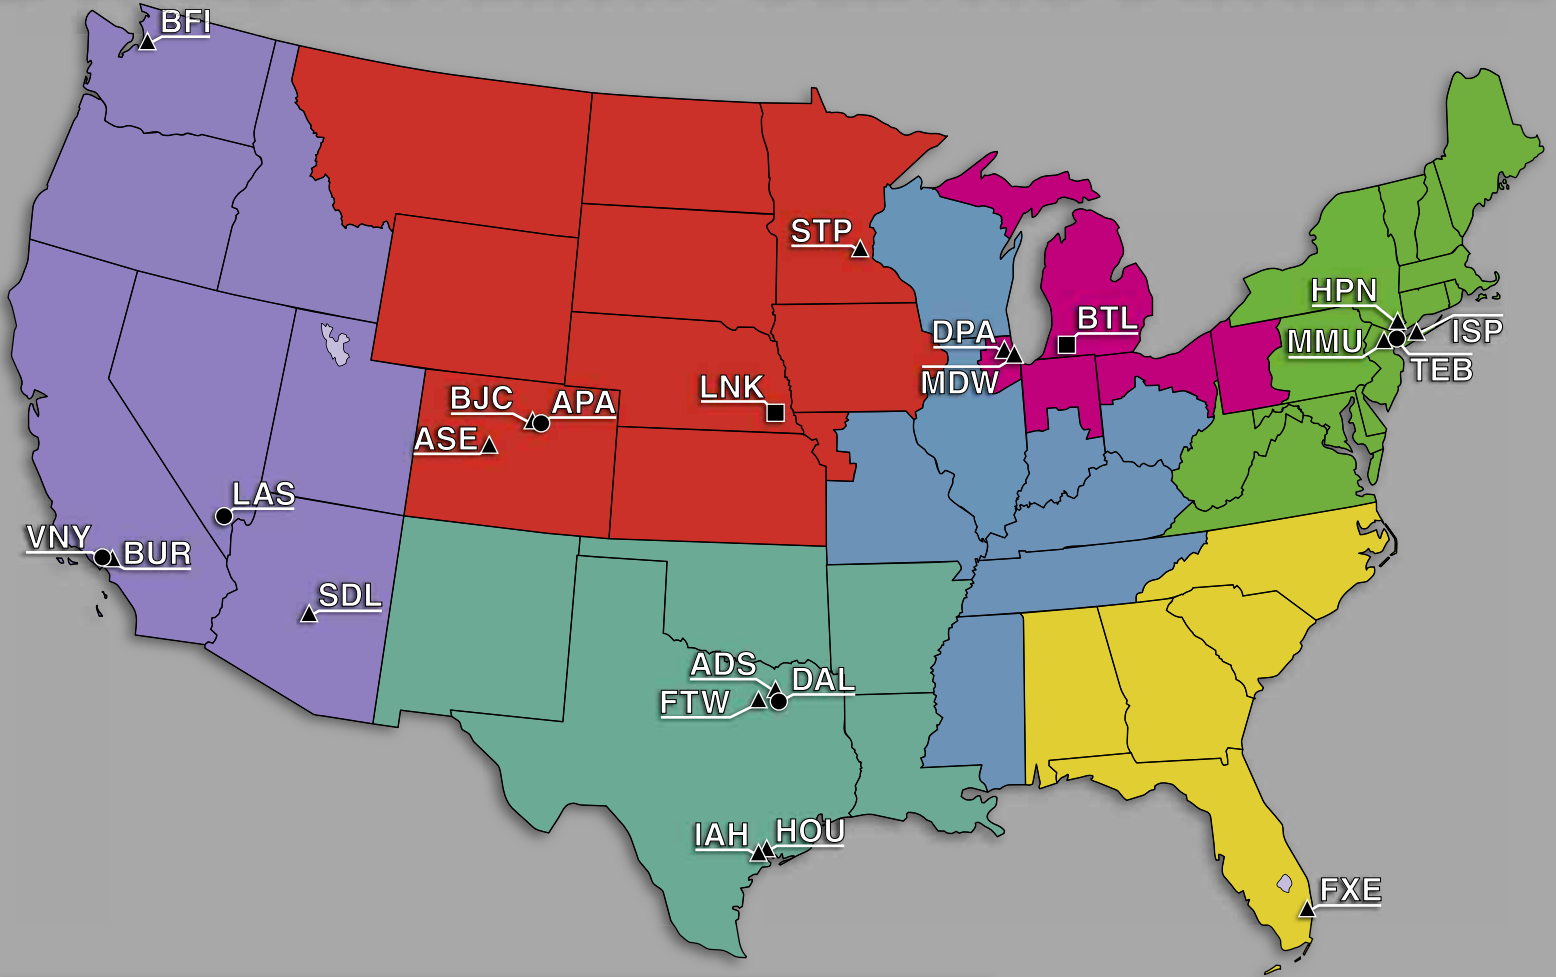 BFI
STP
HPN
ISP
MMU
TEB
DPA
BTL
MDW
LNK
BJC
APA
ASE
LAS
VNY
BUR
SDL
ADS
DAL
FTW
IAH
HOU
FXE